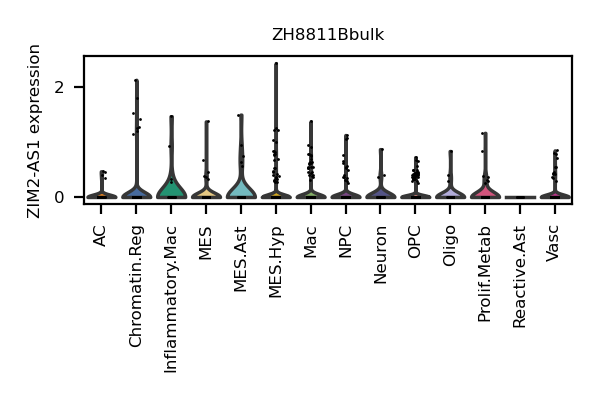 ZH8811Bbulk
ZIM2-AS1 expression
2
0
AC
Chromatin.Reg
Inflammatory.Mac
MES
MES.Ast
MES.Hyp
Mac
NPC
Neuron
OPC
Oligo
Prolif.Metab
Reactive.Ast
Vasc